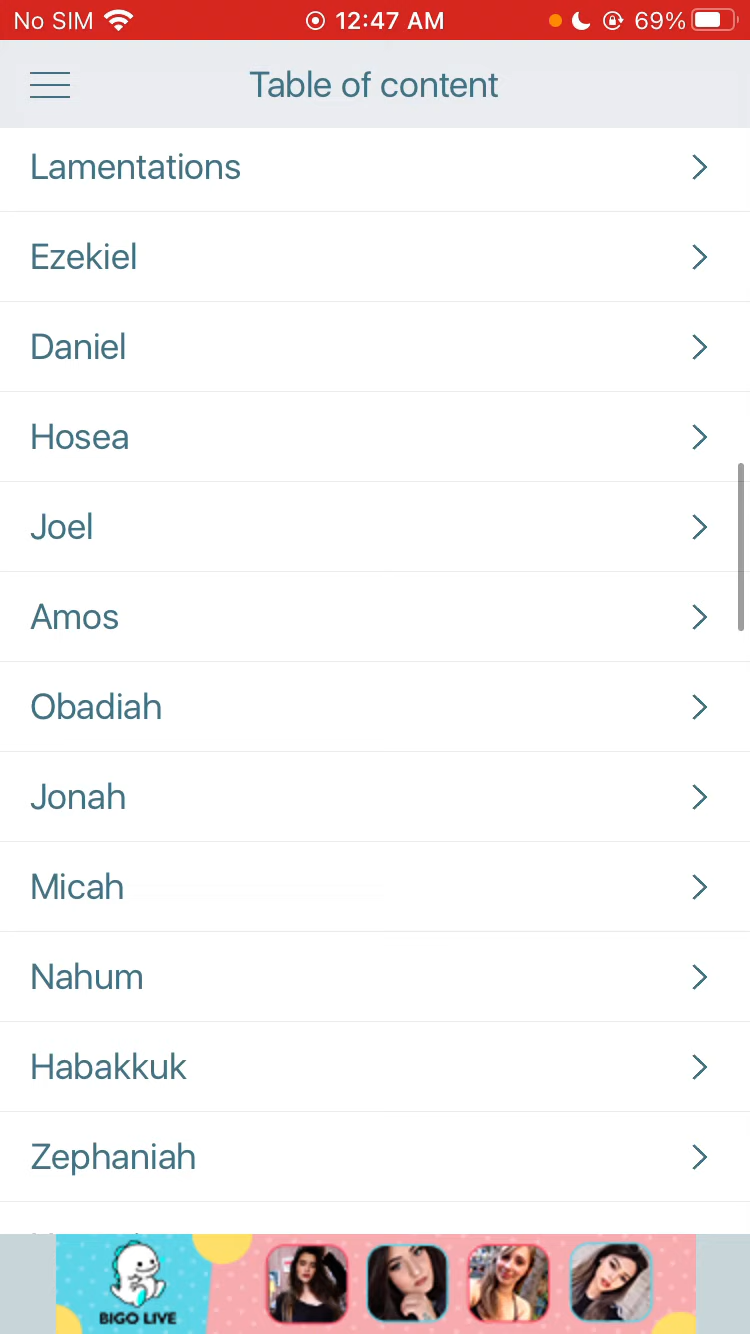 No SIM 12:47 AM 69%
Table of content
Lamentations
Ezekiel
Daniel
Hosea
Joel
Amos
Obadiah
Jonah
Micah
Nahum
Habakkuk
Zephaniah
BIGO LIVE